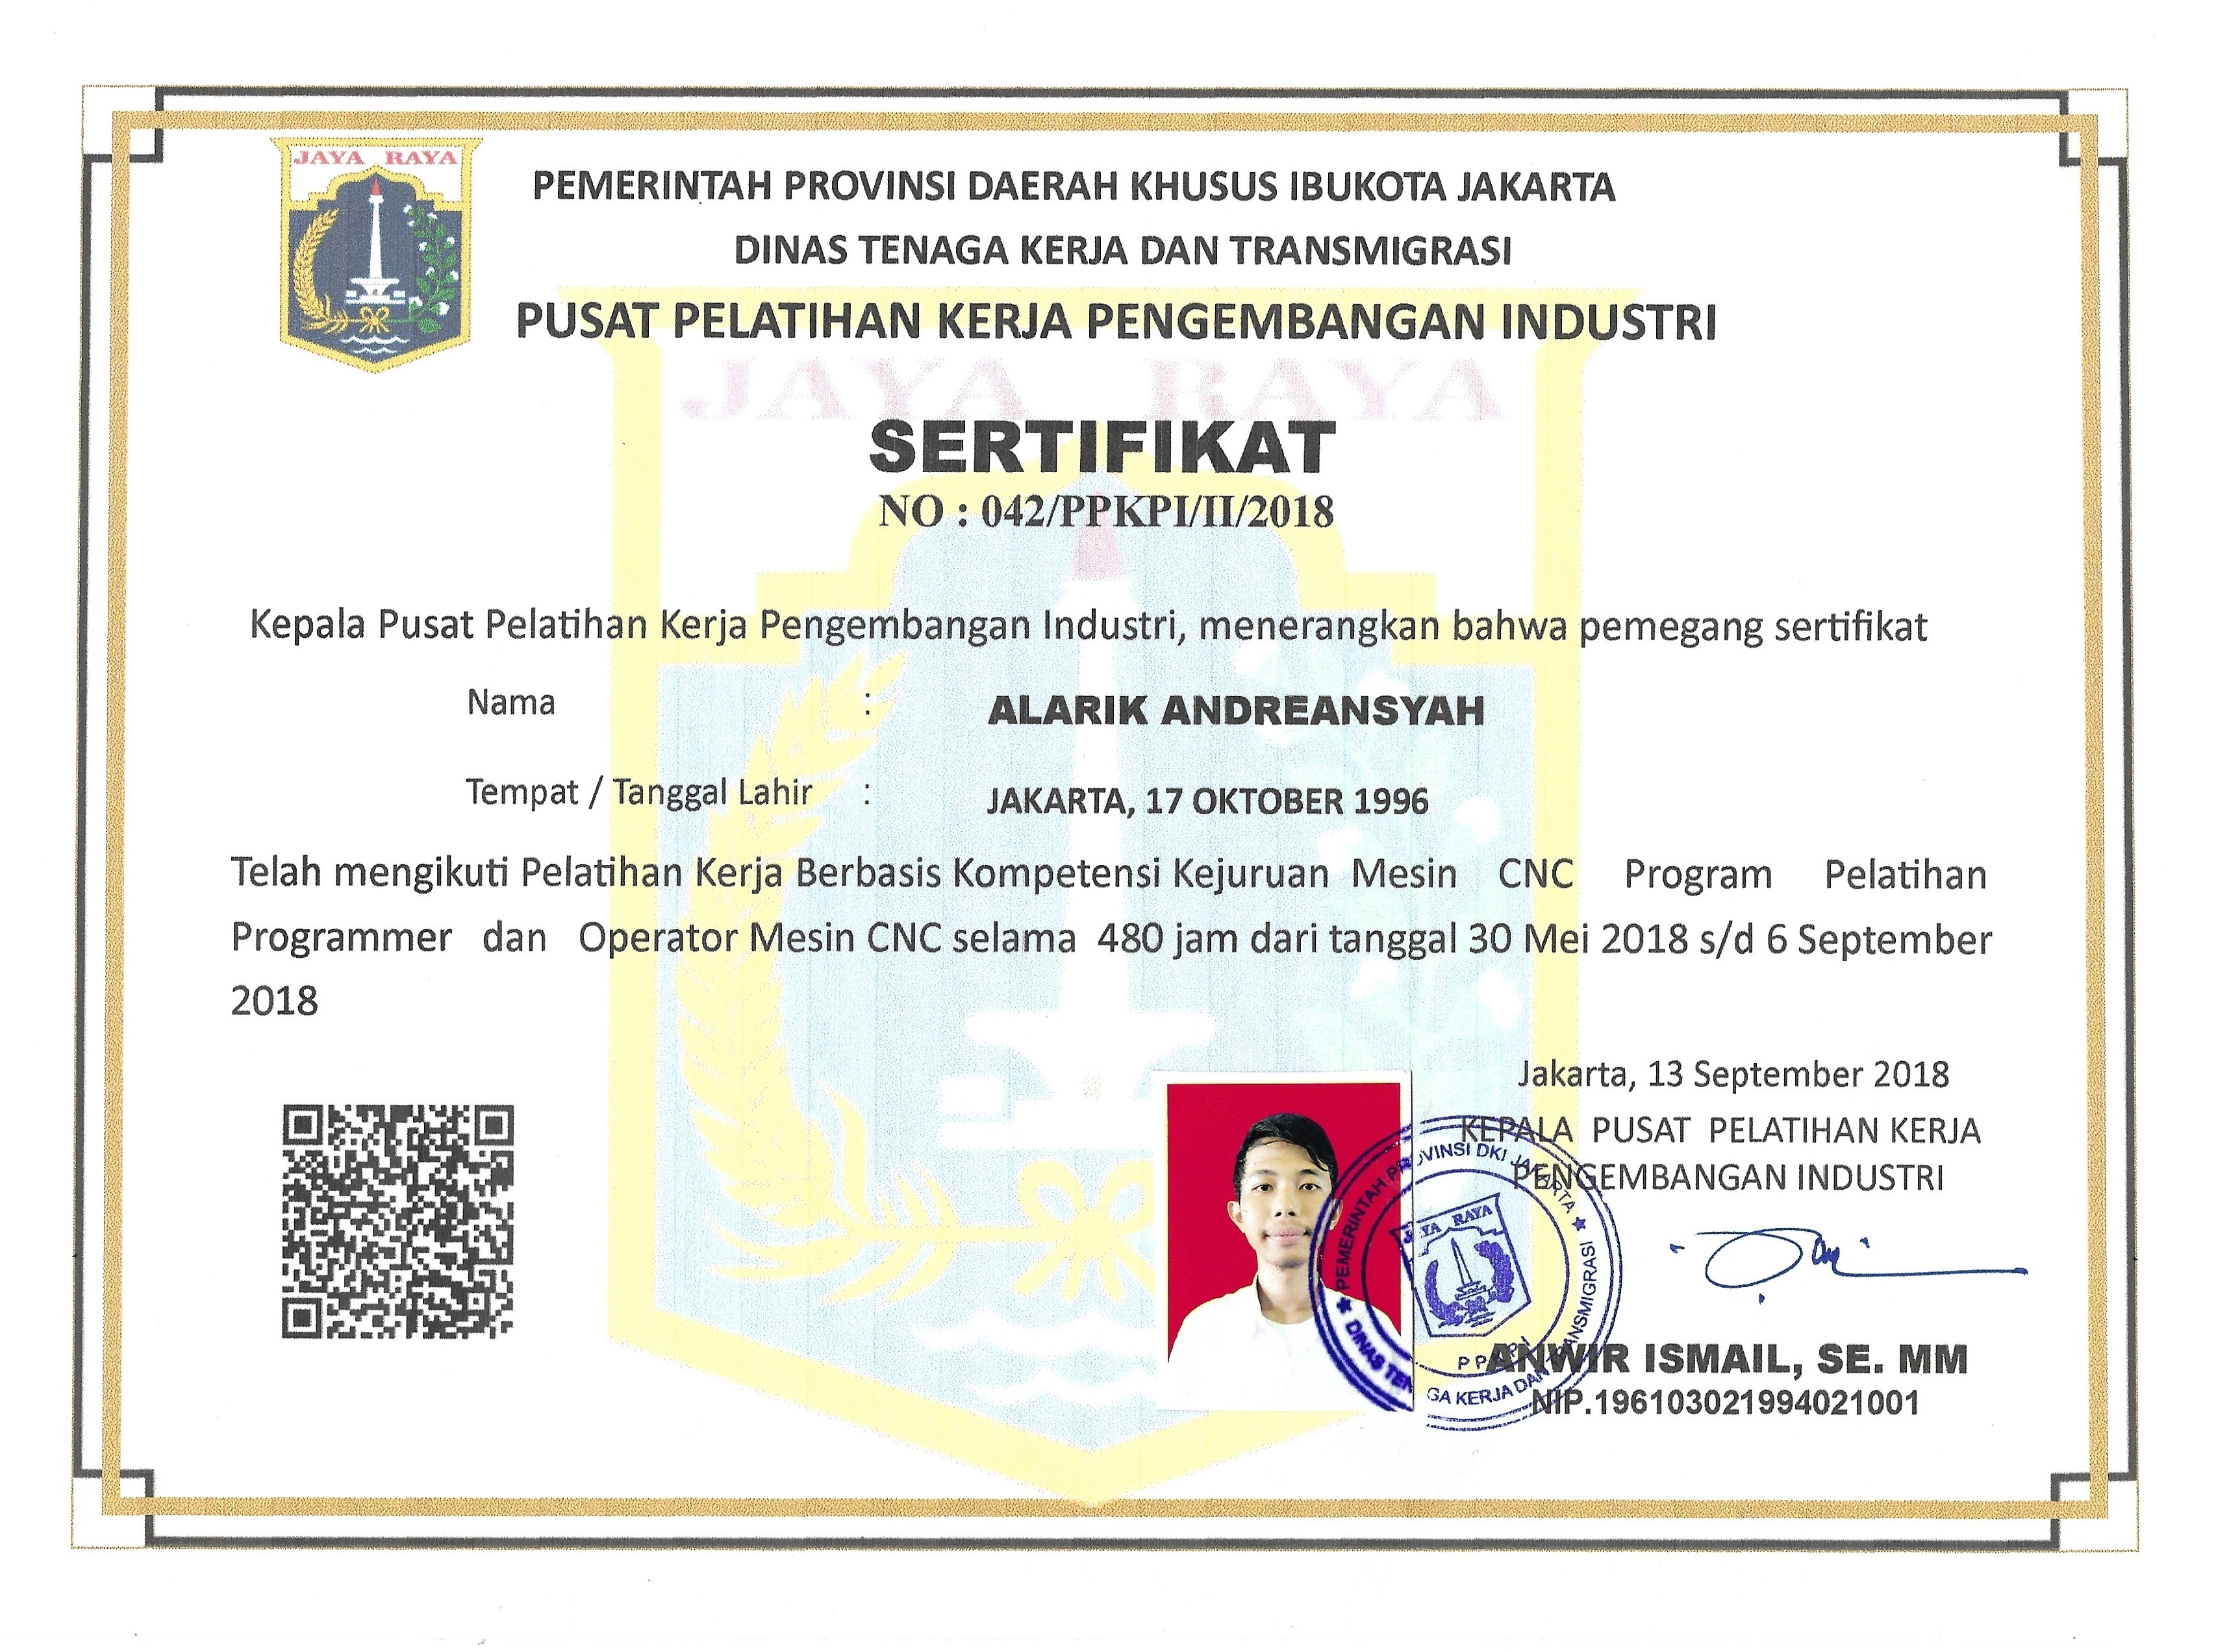 JAYA RAYA
PEMERINTAH PROVINSI DAERAH KHUSUS IBUKOTA JAKARTA
DINAS TENAGA KERJA DAN TRANSMIGRASI
PUSAT PELATIHAN KERJA PENGEMBANGAN INDUSTRI
JAYA RAYA
SERTIFIKAT
NO : 042/PPKPI/II/2018
Kepala Pusat Pelatihan Kerja Pengembangan Industri, menerangkan bahwa pemegang sertifikat
Nama : ALARIK ANDREANSYAH
Tempat / Tanggal Lahir : JAKARTA, 17 OKTOBER 1996
Telah mengikuti Pelatihan Kerja Berbasis Kompetensi Kejuruan Mesin CNC Program Pelatihan
Programmer dan Operator Mesin CNC selama 480 jam dari tanggal 30 Mei 2018 s/d 6 September
2018
Jakarta, 13 September 2018
KEPALA PUSAT PELATIHAN KERJA
PENGEMBANGAN INDUSTRI
PEMERINTAH PROVINSI DKI JAKARTA
YA RAYA
DINAS TEN GA KERJA DAN TRANSMIGRASI
ANWIR ISMAIL, SE. MM
NIP.196103021994021001